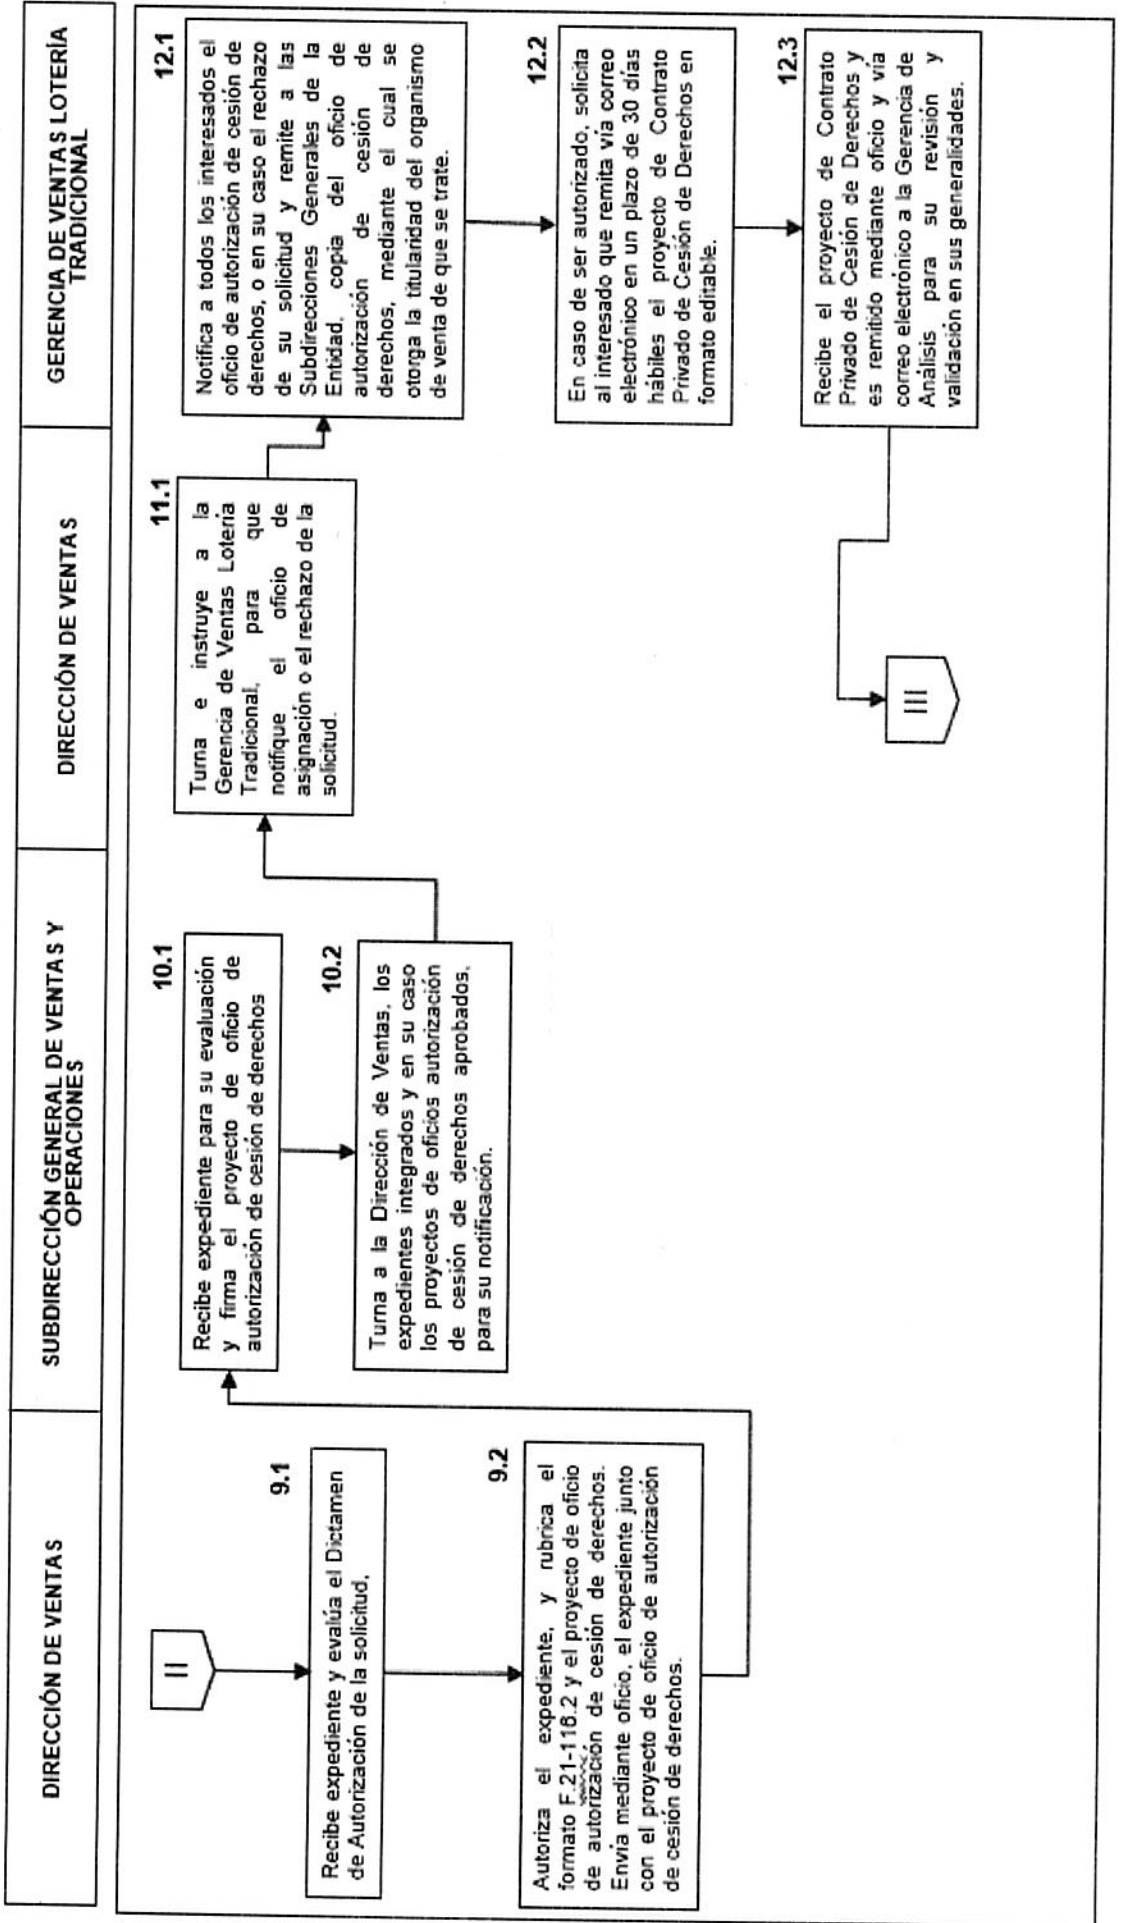 DIRECCIÓN DE VENTAS
SUBDIRECCIÓN GENERAL DE VENTAS Y
OPERACIONES
DIRECCIÓN DE VENTAS
GERENCIA DE VENTAS LOTERÍA
TRADICIONAL
II
9.1
Recibe expediente y evalúa el Dictamen
de Autorización de la solicitud.
9.2
Autoriza el expediente, y rubrica el
formato F.21-116.2 y el proyecto de oficio
de autorización de cesión de derechos.
Envia mediante oficio, el expediente junto
con el proyecto de oficio de autorización
de cesión de derechos.
10.1
Recibe expediente para su evaluación
y firma el proyecto de oficio de
autorización de cesión de derechos
10.2
Turna a la Dirección de Ventas, los
expedientes integrados y en su caso
los proyectos de oficios autorización
de cesión de derechos aprobados,
para su notificación.
11.1
Turna e instruye a la
Gerencia de Ventas Lotería
Tradicional, para que
notifique el oficio de
asignación o el rechazo de la
solicitud.
12.1
Notifica a todos los interesados el
oficio de autorización de cesión de
derechos, o en su caso el rechazo
de su solicitud y remite a las
Subdirecciones Generales de la
Entidad, copia del oficio de
autorización de cesión de
derechos, mediante el cual se
otorga la titularidad del organismo
de venta de que se trate.
12.2
En caso de ser autorizado, solicita
al interesado que remita vía correo
electrónico en un plazo de 30 días
hábiles el proyecto de Contrato
Privado de Cesión de Derechos en
formato editable.
12.3
Recibe el proyecto de Contrato
Privado de Cesión de Derechos y
es remitido mediante oficio y vía
correo electrónico a la Gerencia de
Análisis para su revisión y
validación en sus generalidades.
III